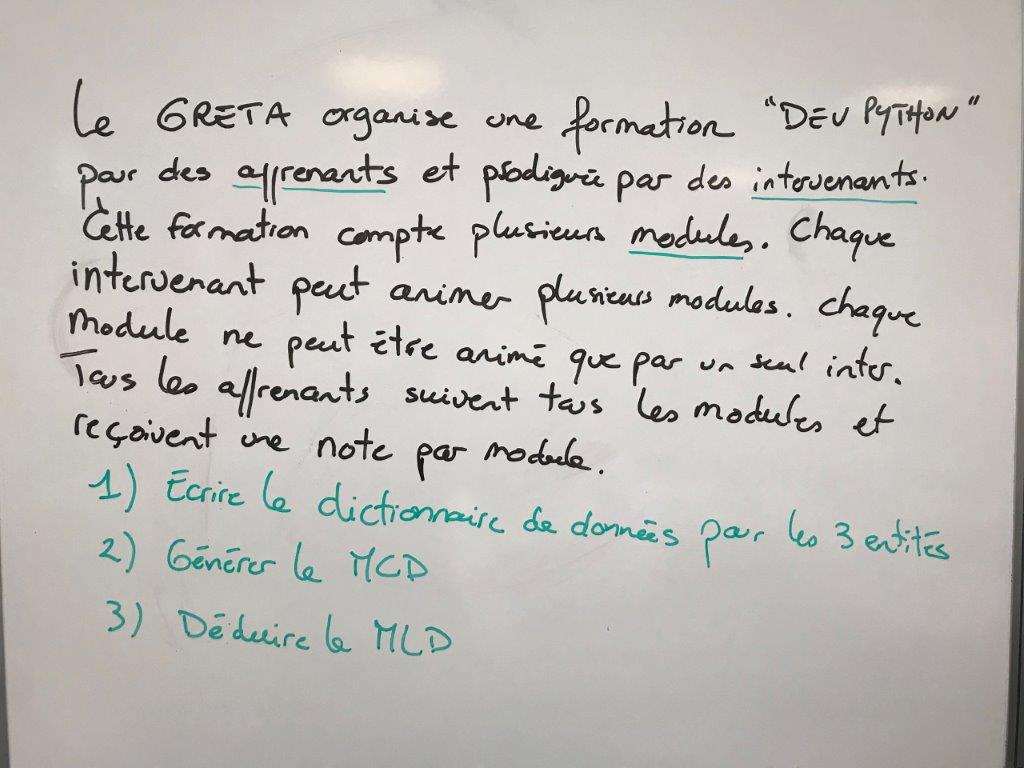 Le GRETA organise une formation "DEV PYTHON"
pour des apprenants et prodiguée par des intervenants.
Cette formation compte plusieurs modules. Chaque
intervenant peut animer plusieurs modules. Chaque
module ne peut être animé que par un seul inter.
Tous les apprenants suivent tous les modules et
reçoivent une note par module.
1) Écrire le dictionnaire de données pour les 3 entités
2) Générer le MCD
3) Déduire le MLD